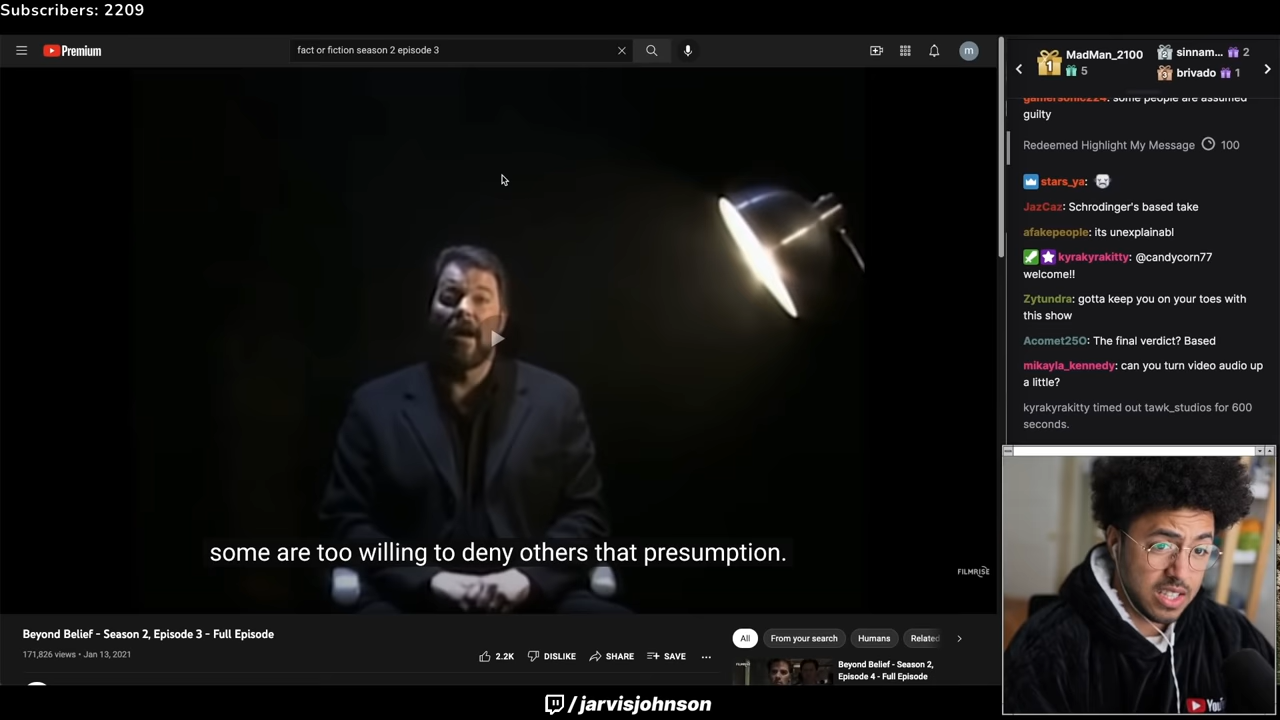 Subscribers: 2209
Premium
fact or fiction season 2 episode 3
m
some are too willing to deny others that presumption.
FILMRISE
Beyond Belief - Season 2, Episode 3 - Full Episode
171,826 views • Jan 13, 2021
2.2K
DISLIKE
SHARE
SAVE
All
From your search
Humans
Related
Beyond Belief - Season 2,
Episode 4 - Full Episode
1
MadMan_2100
5
2
sinnam...
2
3
brivado
1
gamersonic224: some people are assumed
guilty
Redeemed Highlight My Message 100
stars_ya:
JazCaz: Schrodinger's based take
afakepeople: its unexplainabl
kyrakyrakitty: @candycorn77
welcome!!
Zytundra: gotta keep you on your toes with
this show
Acomet25O: The final verdict? Based
mikayla_kennedy: can you turn video audio up
a little?
kyrakyrakitty timed out tawk_studios for 600
seconds.
/jarvisjohnson